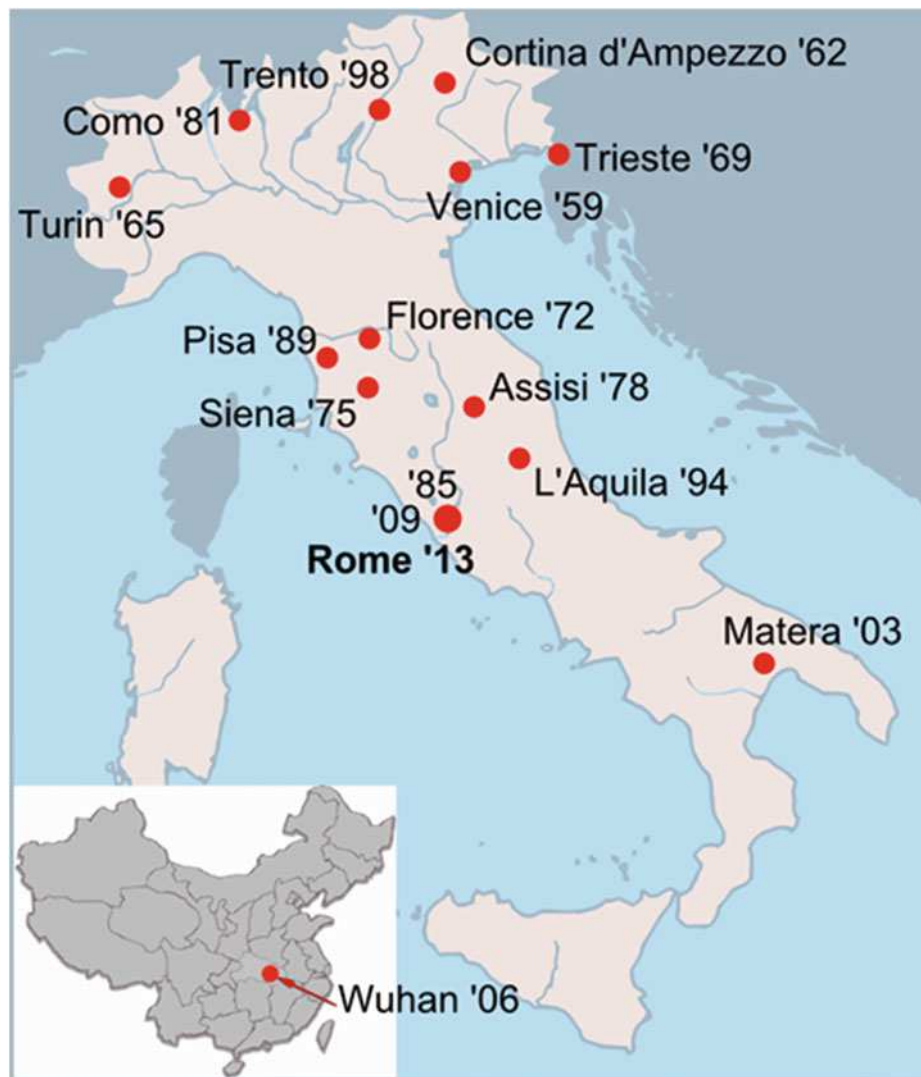 Cortina d'Ampezzo '62
Trento '98
Como '81
Trieste '69
Venice '59
Turin '65
Florence '72
Pisa '89
Assisi '78
Siena '75
L'Aquila '94
'85
'09
Rome '13
Matera '03
Wuhan '06